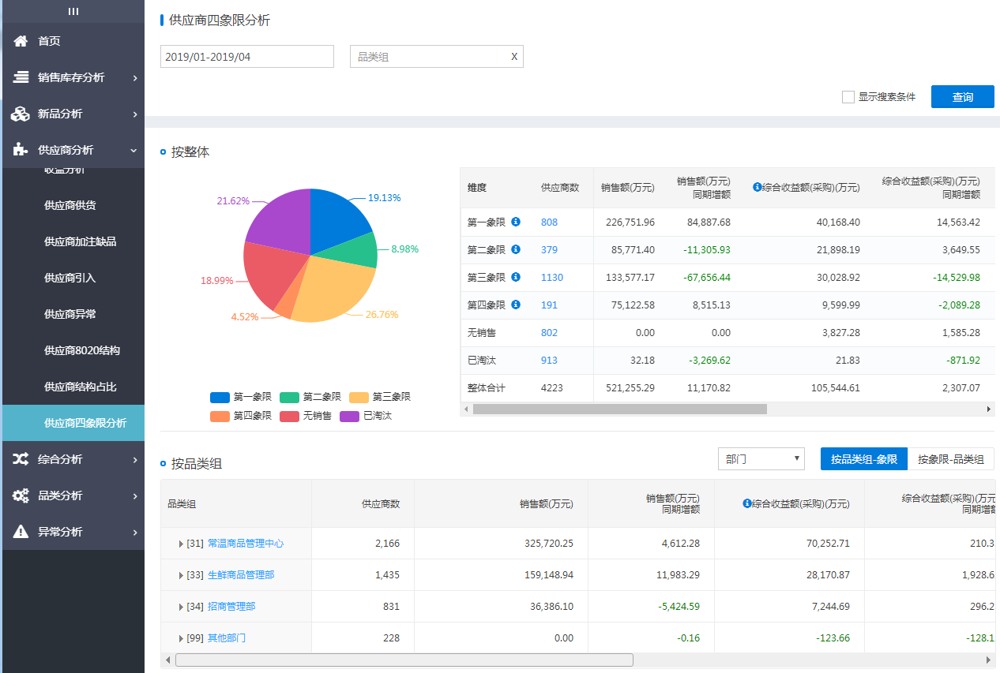 首页
销售库存分析
新品分析
供应商分析
收益分析
供应商供货
供应商加注缺品
供应商引入
供应商异常
供应商8020结构
供应商结构占比
供应商四象限分析
综合分析
品类分析
异常分析
供应商四象限分析
2019/01-2019/04
品类组 X
显示搜索条件 查询
按整体
21.62%
19.13%
8.98%
18.99%
4.52%
26.76%
第一象限 第二象限 第三象限
第四象限 无销售 已淘汰
维度 供应商数 销售额(万元) 销售额(万元) 同期增额 综合收益额(采购)(万元) 综合收益额(采购)(万元) 同期增额
第一象限 808 226,751.96 84,887.68 40,168.40 14,563.42
第二象限 379 85,771.40 -11,305.93 21,898.19 3,649.55
第三象限 1130 133,577.17 -67,656.44 30,028.92 -14,529.98
第四象限 191 75,122.58 8,515.13 9,599.99 -2,089.28
无销售 802 0.00 0.00 3,827.28 1,585.28
已淘汰 913 32.18 -3,269.62 21.83 -871.92
整体合计 4223 521,255.29 11,170.82 105,544.61 2,307.07
按品类组
部门 按品类组-象限 按象限-品类组
品类组 供应商数 销售额(万元) 销售额(万元) 同期增额 综合收益额(采购)(万元) 综合收益额(采购)(万元 同期增额
[31] 常温商品管理中心 2,166 325,720.25 4,612.28 70,252.71 210.3
[33] 生鲜商品管理部 1,435 159,148.94 11,983.29 28,170.87 1,928.6
[34] 招商管理部 831 36,386.10 -5,424.59 7,244.69 296.2
[99] 其他部门 228 0.00 -0.16 -123.66 -128.1